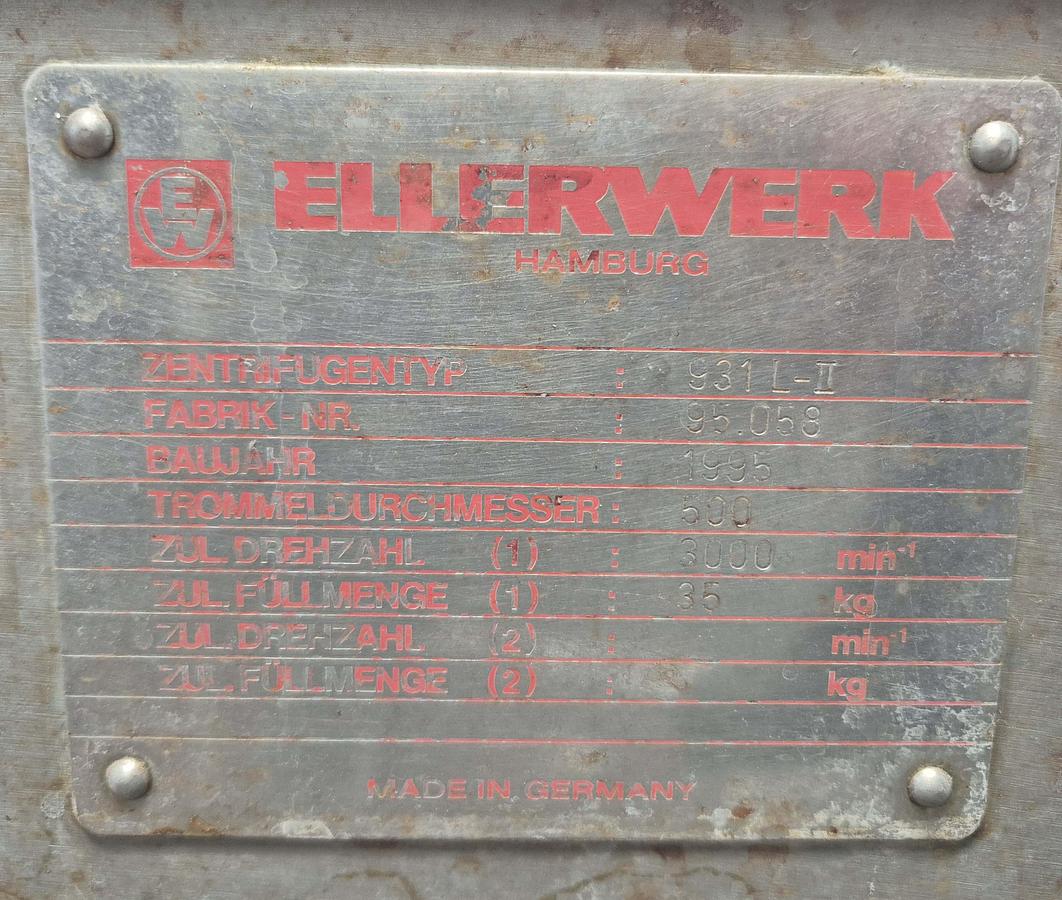 EW ELLERWERK
HAMBURG
ZENTRIFUGENTYP : 931 L-II
FABRIK-NR. : 95.058
BAUJAHR : 1995
TROMMELDURCHMESSER : 500
ZUL. DREHZAHL (1) : 3000 min-1
ZUL. FÜLLMENGE (1) : 35 kg
ZUL. DREHZAHL (2) : min-1
ZUL. FÜLLMENGE (2) : kg
MADE IN GERMANY